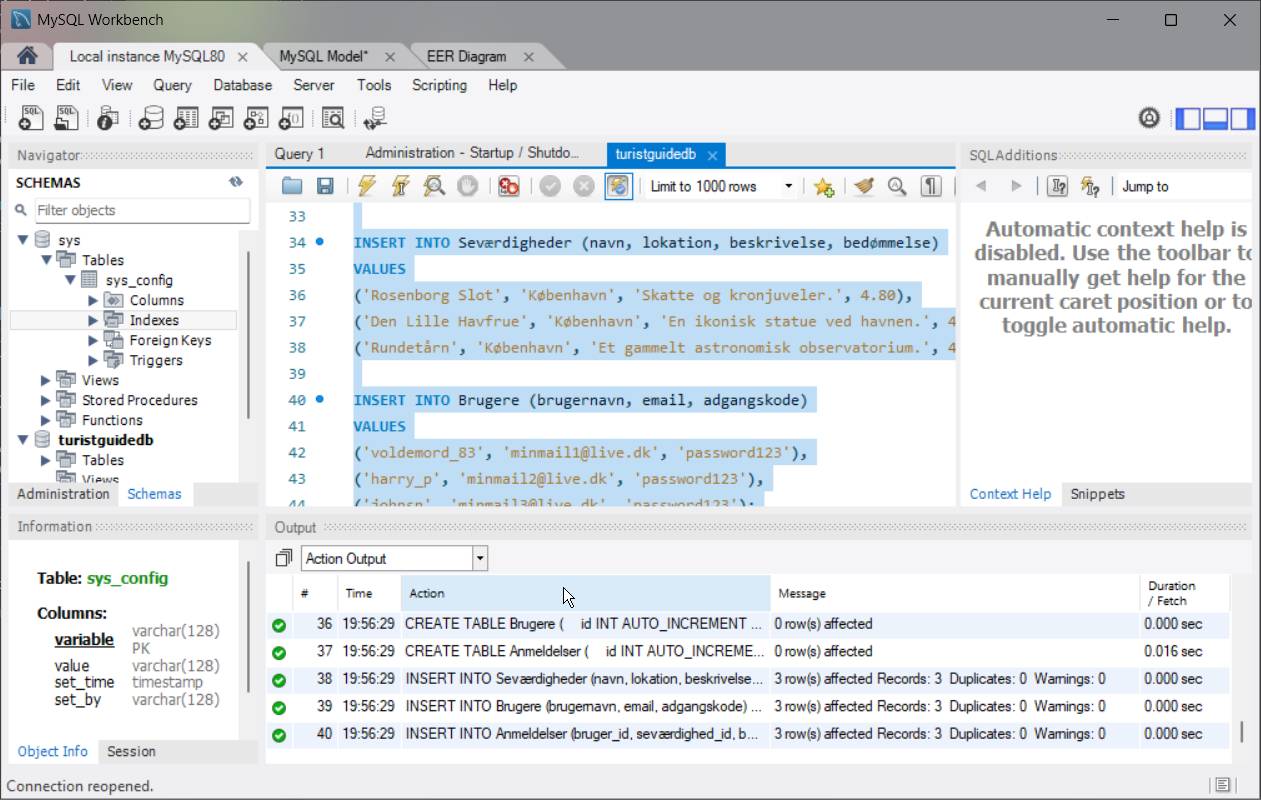 MySQL Workbench
Local instance MySQL80
MySQL Model*
EER Diagram
File Edit View Query Database Server Tools Scripting Help
Navigator
SCHEMAS
Filter objects
sys
Tables
sys_config
Columns
Indexes
Foreign Keys
Triggers
Views
Stored Procedures
Functions
turistguidedb
Tables
Views
Administration Schemas
Query 1
Administration - Startup / Shutdo...
turistguidedb
Limit to 1000 rows
33
34 INSERT INTO Seværdigheder (navn, lokation, beskrivelse, bedømmelse)
35 VALUES
36 ('Rosenborg Slot', 'København', 'Skatte og kronjuveler.', 4.80),
37 ('Den Lille Havfrue', 'København', 'En ikonisk statue ved havnen.', 4
38 ('Rundetårn', 'København', 'Et gammelt astronomisk observatorium.', 4
39
40 INSERT INTO Brugere (brugernavn, email, adgangskode)
41 VALUES
42 ('voldemord_83', 'minmail1@live.dk', 'password123'),
43 ('harry_p', 'minmail2@live.dk', 'password123'),
44 ('johnsn', 'minmail3@live.dk', 'password123');
SQLAdditions
Jump to
Automatic context help is
disabled. Use the toolbar to
manually get help for the
current caret position or to
toggle automatic help.
Context Help Snippets
Information
Table: sys_config
Columns:
variable varchar(128)
PK
value varchar(128)
set_time timestamp
set_by varchar(128)
Object Info Session
Output
Action Output
# Time Action Message Duration
/ Fetch
36 19:56:29 CREATE TABLE Brugere ( id INT AUTO_INCREMENT ... 0 row(s) affected 0.000 sec
37 19:56:29 CREATE TABLE Anmeldelser ( id INT AUTO_INCREME... 0 row(s) affected 0.016 sec
38 19:56:29 INSERT INTO Seværdigheder (navn, lokation, beskrivelse... 3 row(s) affected Records: 3 Duplicates: 0 Warnings: 0 0.000 sec
39 19:56:29 INSERT INTO Brugere (brugernavn, email, adgangskode) ... 3 row(s) affected Records: 3 Duplicates: 0 Warnings: 0 0.000 sec
40 19:56:29 INSERT INTO Anmeldelser (bruger_id, seværdighed_id, b... 3 row(s) affected Records: 3 Duplicates: 0 Warnings: 0 0.000 sec
Connection reopened.